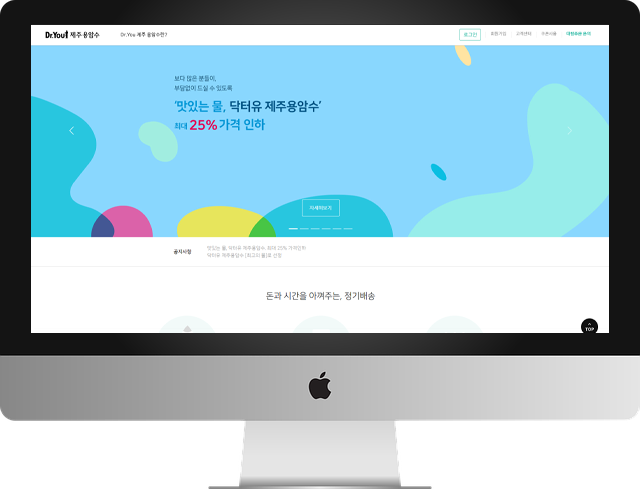 Dr.You 제주 용암수
Dr.You 제주 용암수란?
로그인
회원가입
고객센터
대량회원 문의
보다 많은 분들이,
부담없이 드실 수 있도록
'맛있는 물, 닥터유 제주용암수'
최대 25% 가격 인하
자세히보기
공지사항
맛있는 물, 닥터유 제주용암수, 최대 25% 가격인하
닥터유 제주용암수 [최고의 물]로 선정
돈과 시간을 아껴주는, 정기배송
TOP